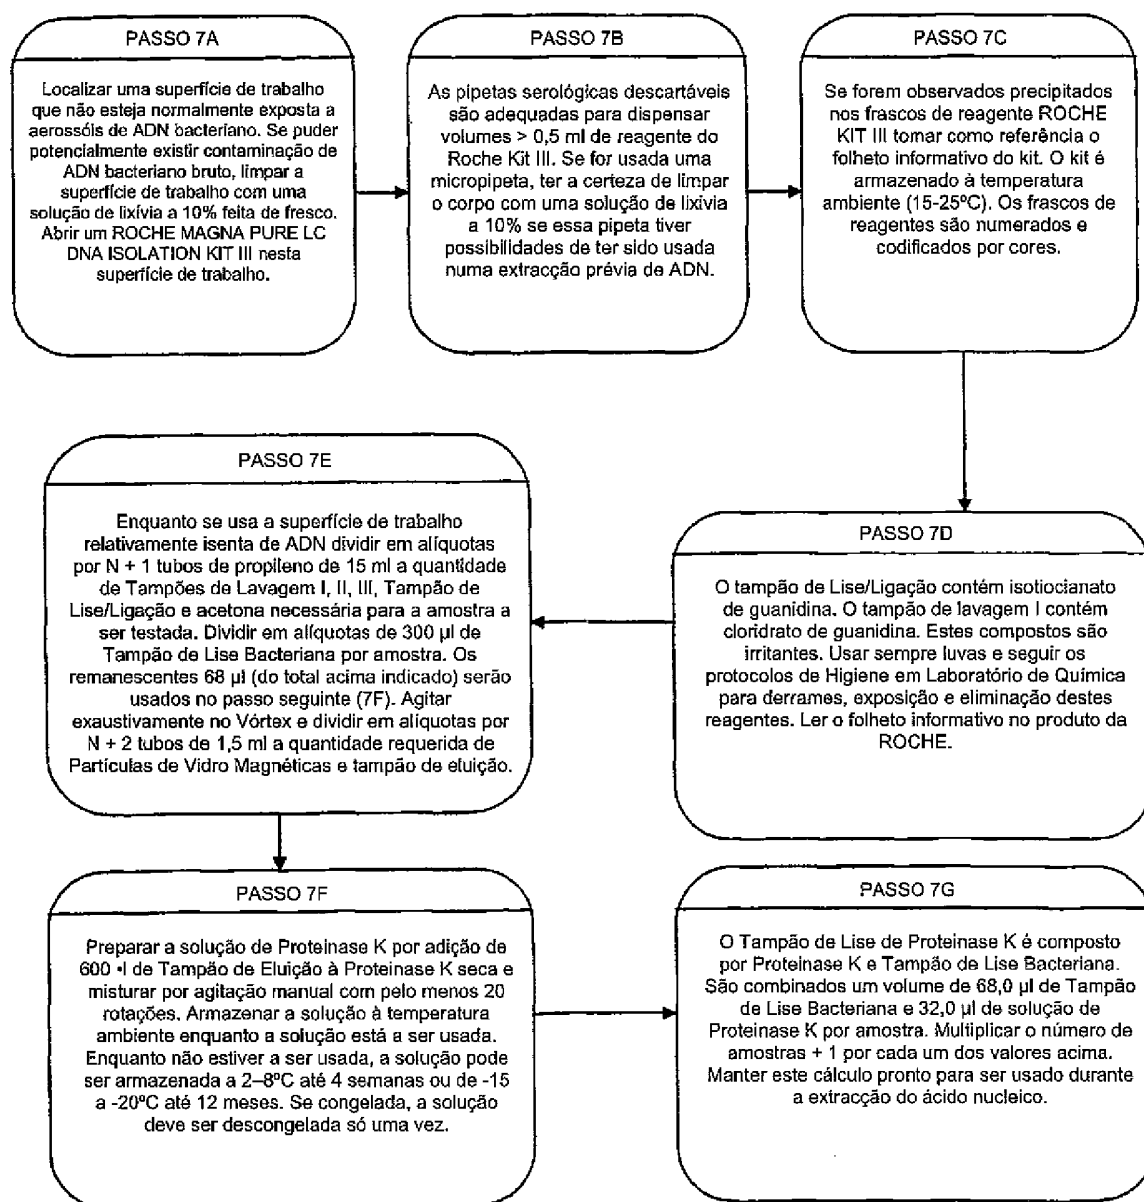 PASSO 7A
Localizar uma superfície de trabalho
que não esteja normalmente exposta a
aerossóis de ADN bacteriano. Se puder
potencialmente existir contaminação de
ADN bacteriano bruto, limpar a
superfície de trabalho com uma
solução de lixívia a 10% feita de fresco.
Abrir um ROCHE MAGNA PURE LC
DNA ISOLATION KIT III nesta
superfície de trabalho.
PASSO 7B
As pipetas serológicas descartáveis
são adequadas para dispensar
volumes > 0,5 ml de reagente do
Roche Kit III. Se for usada uma
micropipeta, ter a certeza de limpar
o corpo com uma solução de lixívia
a 10% se essa pipeta tiver
possibilidades de ter sido usada
numa extracção prévia de ADN.
PASSO 7C
Se forem observados precipitados
nos frascos de reagente ROCHE
KIT III tomar como referência o
folheto informativo do kit. O kit é
armazenado à temperatura
ambiente (15-25ºC). Os frascos de
reagentes são numerados e
codificados por cores.
PASSO 7D
O tampão de Lise/Ligação contém isotiocianato
de guanidina. O tampão de lavagem I contém
cloridrato de guanidina. Estes compostos são
irritantes. Usar sempre luvas e seguir os
protocolos de Higiene em Laboratório de Química
para derrames, exposição e eliminação destes
reagentes. Ler o folheto informativo no produto da
ROCHE.
PASSO 7E
Enquanto se usa a superfície de trabalho
relativamente isenta de ADN dividir em alíquotas
por N + 1 tubos de propileno de 15 ml a quantidade
de Tampões de Lavagem I, II, III, Tampão de
Lise/Ligação e acetona necessária para a amostra a
ser testada. Dividir em alíquotas de 300 µl de
Tampão de Lise Bacteriana por amostra. Os
remanescentes 68 µl (do total acima indicado) serão
usados no passo seguinte (7F). Agitar
exaustivamente no Vórtex e dividir em alíquotas por
N + 2 tubos de 1,5 ml a quantidade requerida de
Partículas de Vidro Magnéticas e tampão de eluição.
PASSO 7F
Preparar a solução de Proteinase K por adição de
600 •l de Tampão de Eluição à Proteinase K seca e
misturar por agitação manual com pelo menos 20
rotações. Armazenar a solução à temperatura
ambiente enquanto a solução está a ser usada.
Enquanto não estiver a ser usada, a solução pode
ser armazenada a 2–8ºC até 4 semanas ou de -15
a -20ºC até 12 meses. Se congelada, a solução
deve ser descongelada só uma vez.
PASSO 7G
O Tampão de Lise de Proteinase K é composto
por Proteinase K e Tampão de Lise Bacteriana.
São combinados um volume de 68,0 µl de Tampão
de Lise Bacteriana e 32,0 µl de solução de
Proteinase K por amostra. Multiplicar o número de
amostras + 1 por cada um dos valores acima.
Manter este cálculo pronto para ser usado durante
a extracção do ácido nucleico.